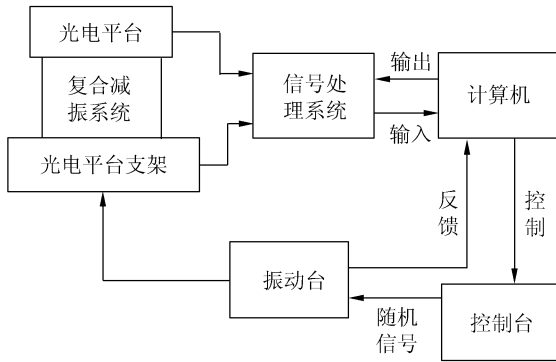 光电平台
复合减
振系统
光电平台支架
信号处
理系统
输出
输入
计算机
反
馈
控
制
振动台
随机
信号
控制台